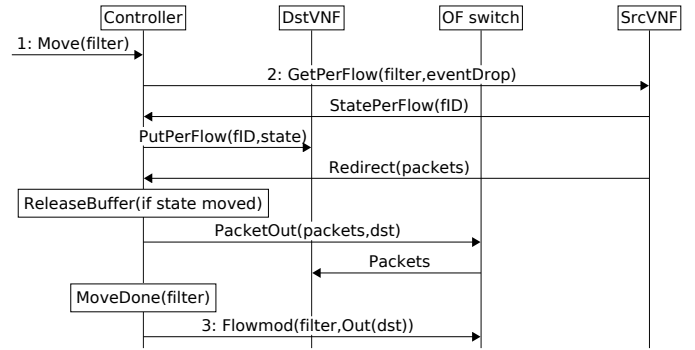 Controller
DstVNF
OF switch
SrcVNF
1: Move(filter)
2: GetPerFlow(filter,eventDrop)
StatePerFlow(fID)
PutPerFlow(fID,state)
Redirect(packets)
ReleaseBuffer(if state moved)
PacketOut(packets,dst)
Packets
MoveDone(filter)
3: Flowmod(filter,Out(dst))